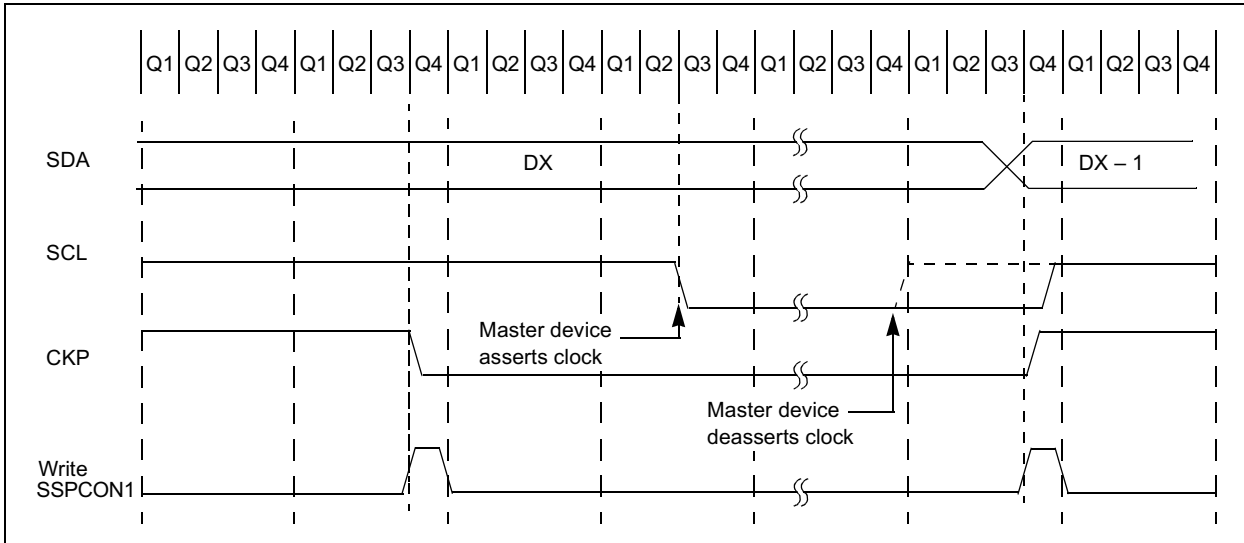 Q1 Q2 Q3 Q4 Q1 Q2 Q3 Q4 Q1 Q2 Q3 Q4 Q1 Q2 Q3 Q4 Q1 Q2 Q3 Q4 Q1 Q2 Q3 Q4 Q1 Q2 Q3 Q4
SDA
DX
DX – 1
SCL
Master device
asserts clock
CKP
Master device
deasserts clock
Write
SSPCON1